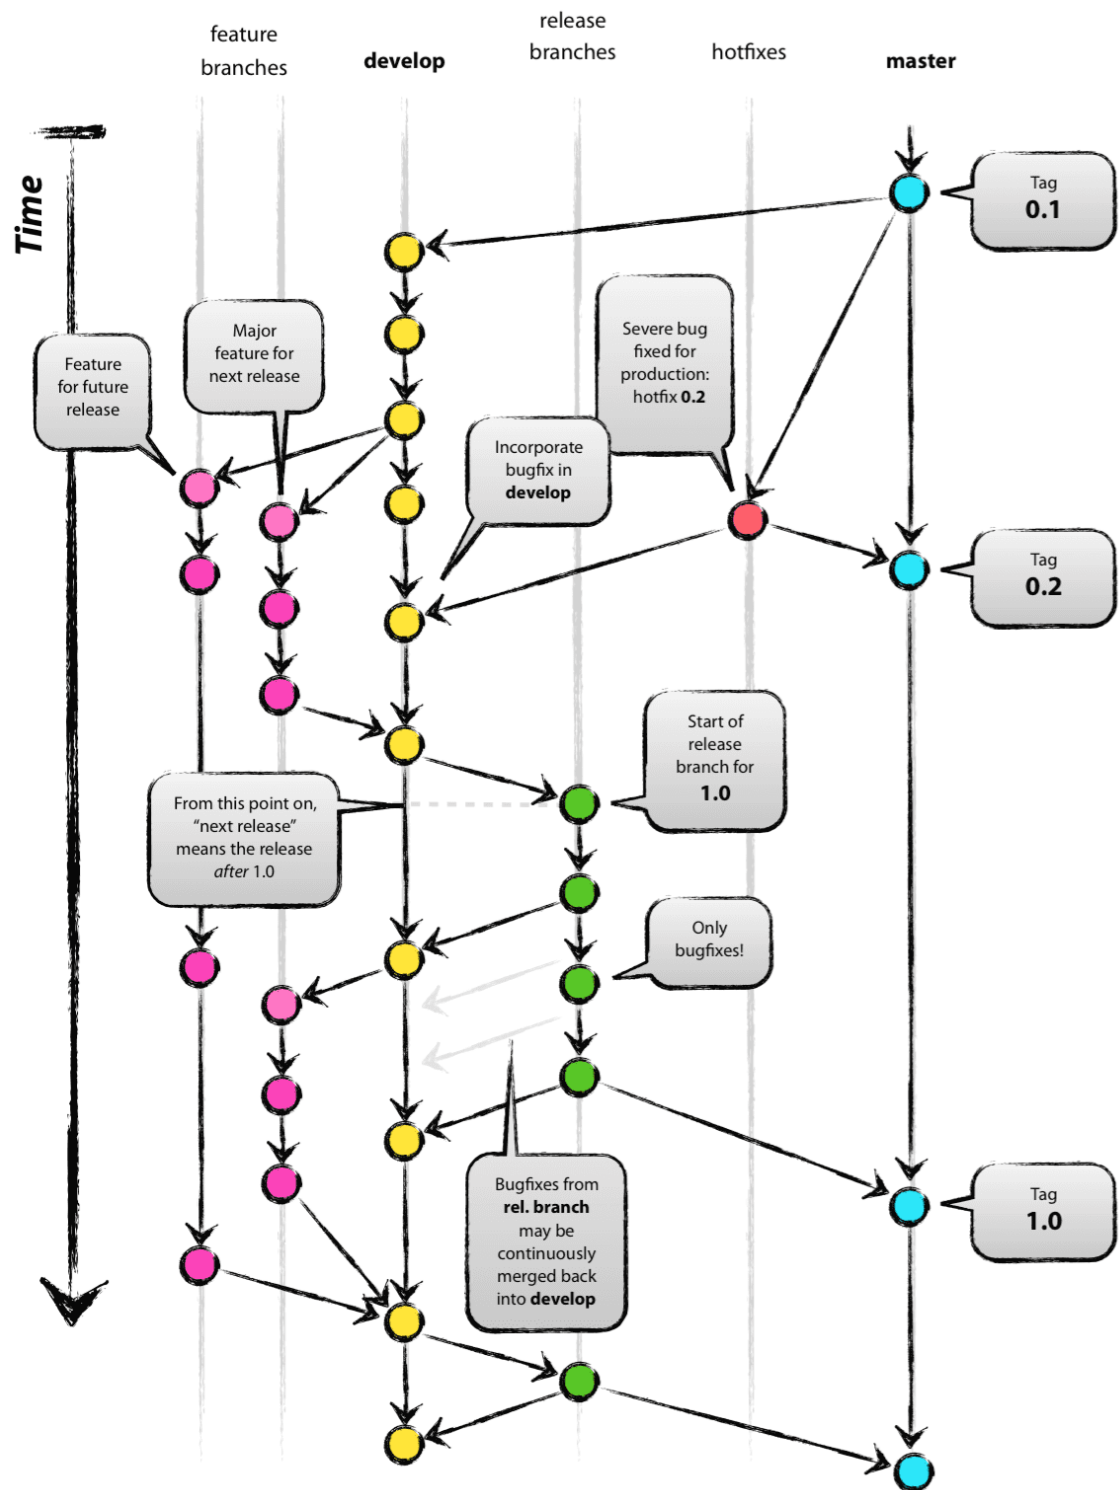 feature
branches
develop
release
branches
hotfixes
master
Time
Tag
0.1
Major
feature for
next release
Feature
for future
release
Severe bug
fixed for
production:
hotfix 0.2
Incorporate
bugfix in
develop
Tag
0.2
Start of
release
branch for
1.0
From this point on,
“next release”
means the release
after 1.0
Only
bugfixes!
Bugfixes from
rel. branch
may be
continuously
merged back
into develop
Tag
1.0